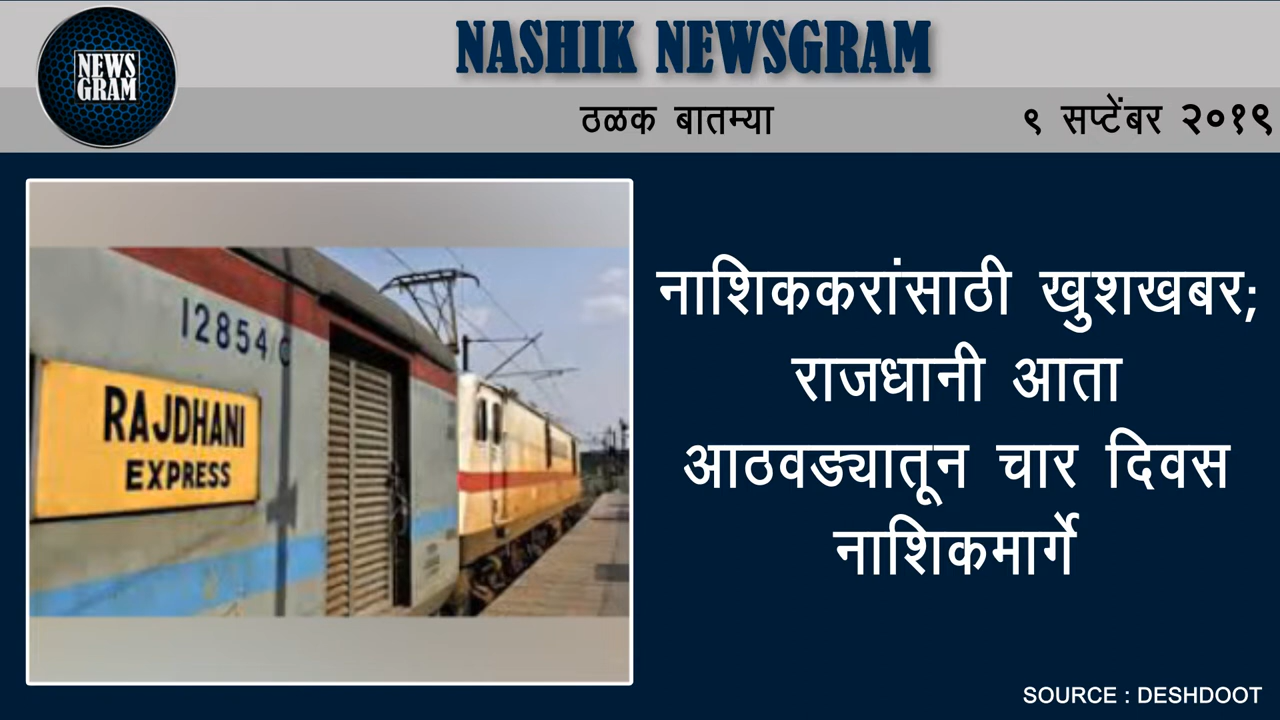 NEWS
GRAM
NASHIK NEWSGRAM
ठळक बातम्या
९ सप्टेंबर २०१९
12854/C
RAJDHANI
EXPRESS
नाशिककरांसाठी खुशखबर;
राजधानी आता
आठवड्यातून चार दिवस
नाशिकमार्गे
SOURCE : DESHDOOT